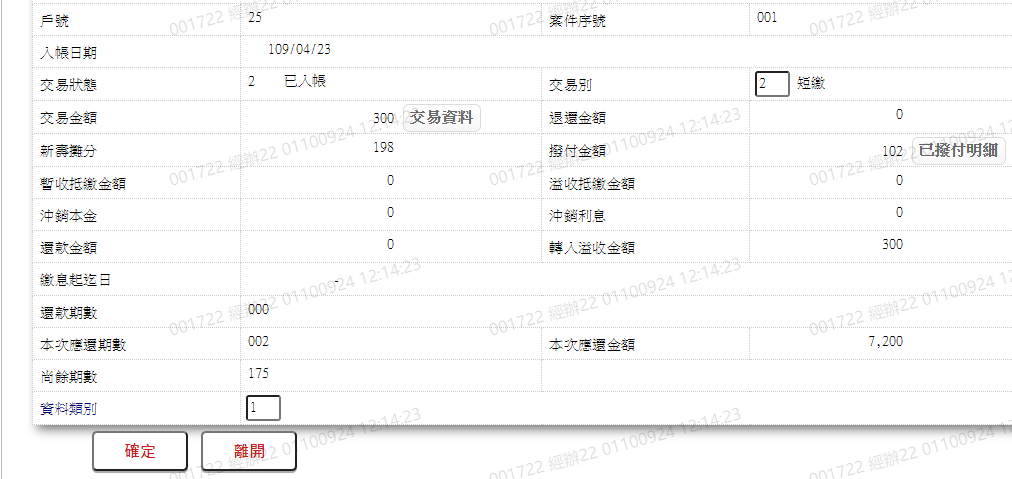 戶號 25 案件序號 001
入帳日期 109/04/23
交易狀態 2 已入帳 交易別 2 短繳
交易金額 300 交易資料 退還金額 0
新壽攤分 198 撥付金額 102 已撥付明細
暫收抵繳金額 0 溢收抵繳金額 0
沖銷本金 0 沖銷利息 0
還款金額 0 轉入溢收金額 300
繳息起迄日 -
還款期數 000
本次應還期數 002 本次應還金額 7,200
尚餘期數 175
資料類別 1
確定 離開
001722 經辦22 01100924 12:14:23